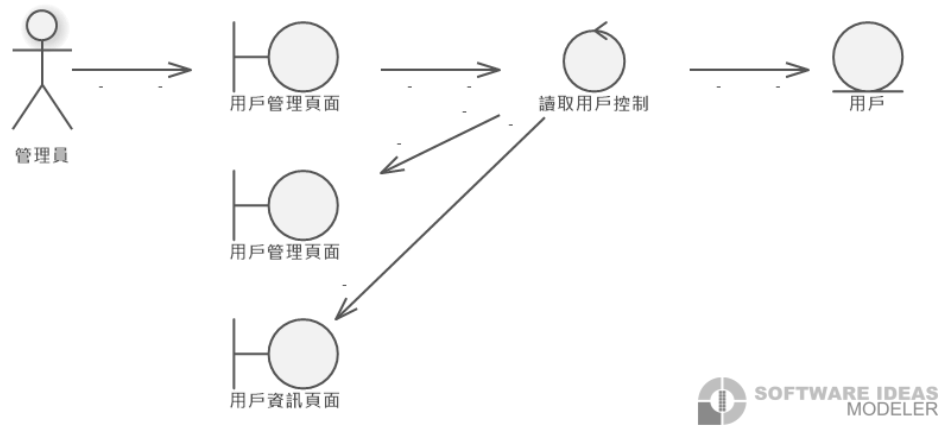 管理員
用戶管理頁面
讀取用戶控制
用戶
用戶管理頁面
用戶資訊頁面
SOFTWARE IDEAS
MODELER